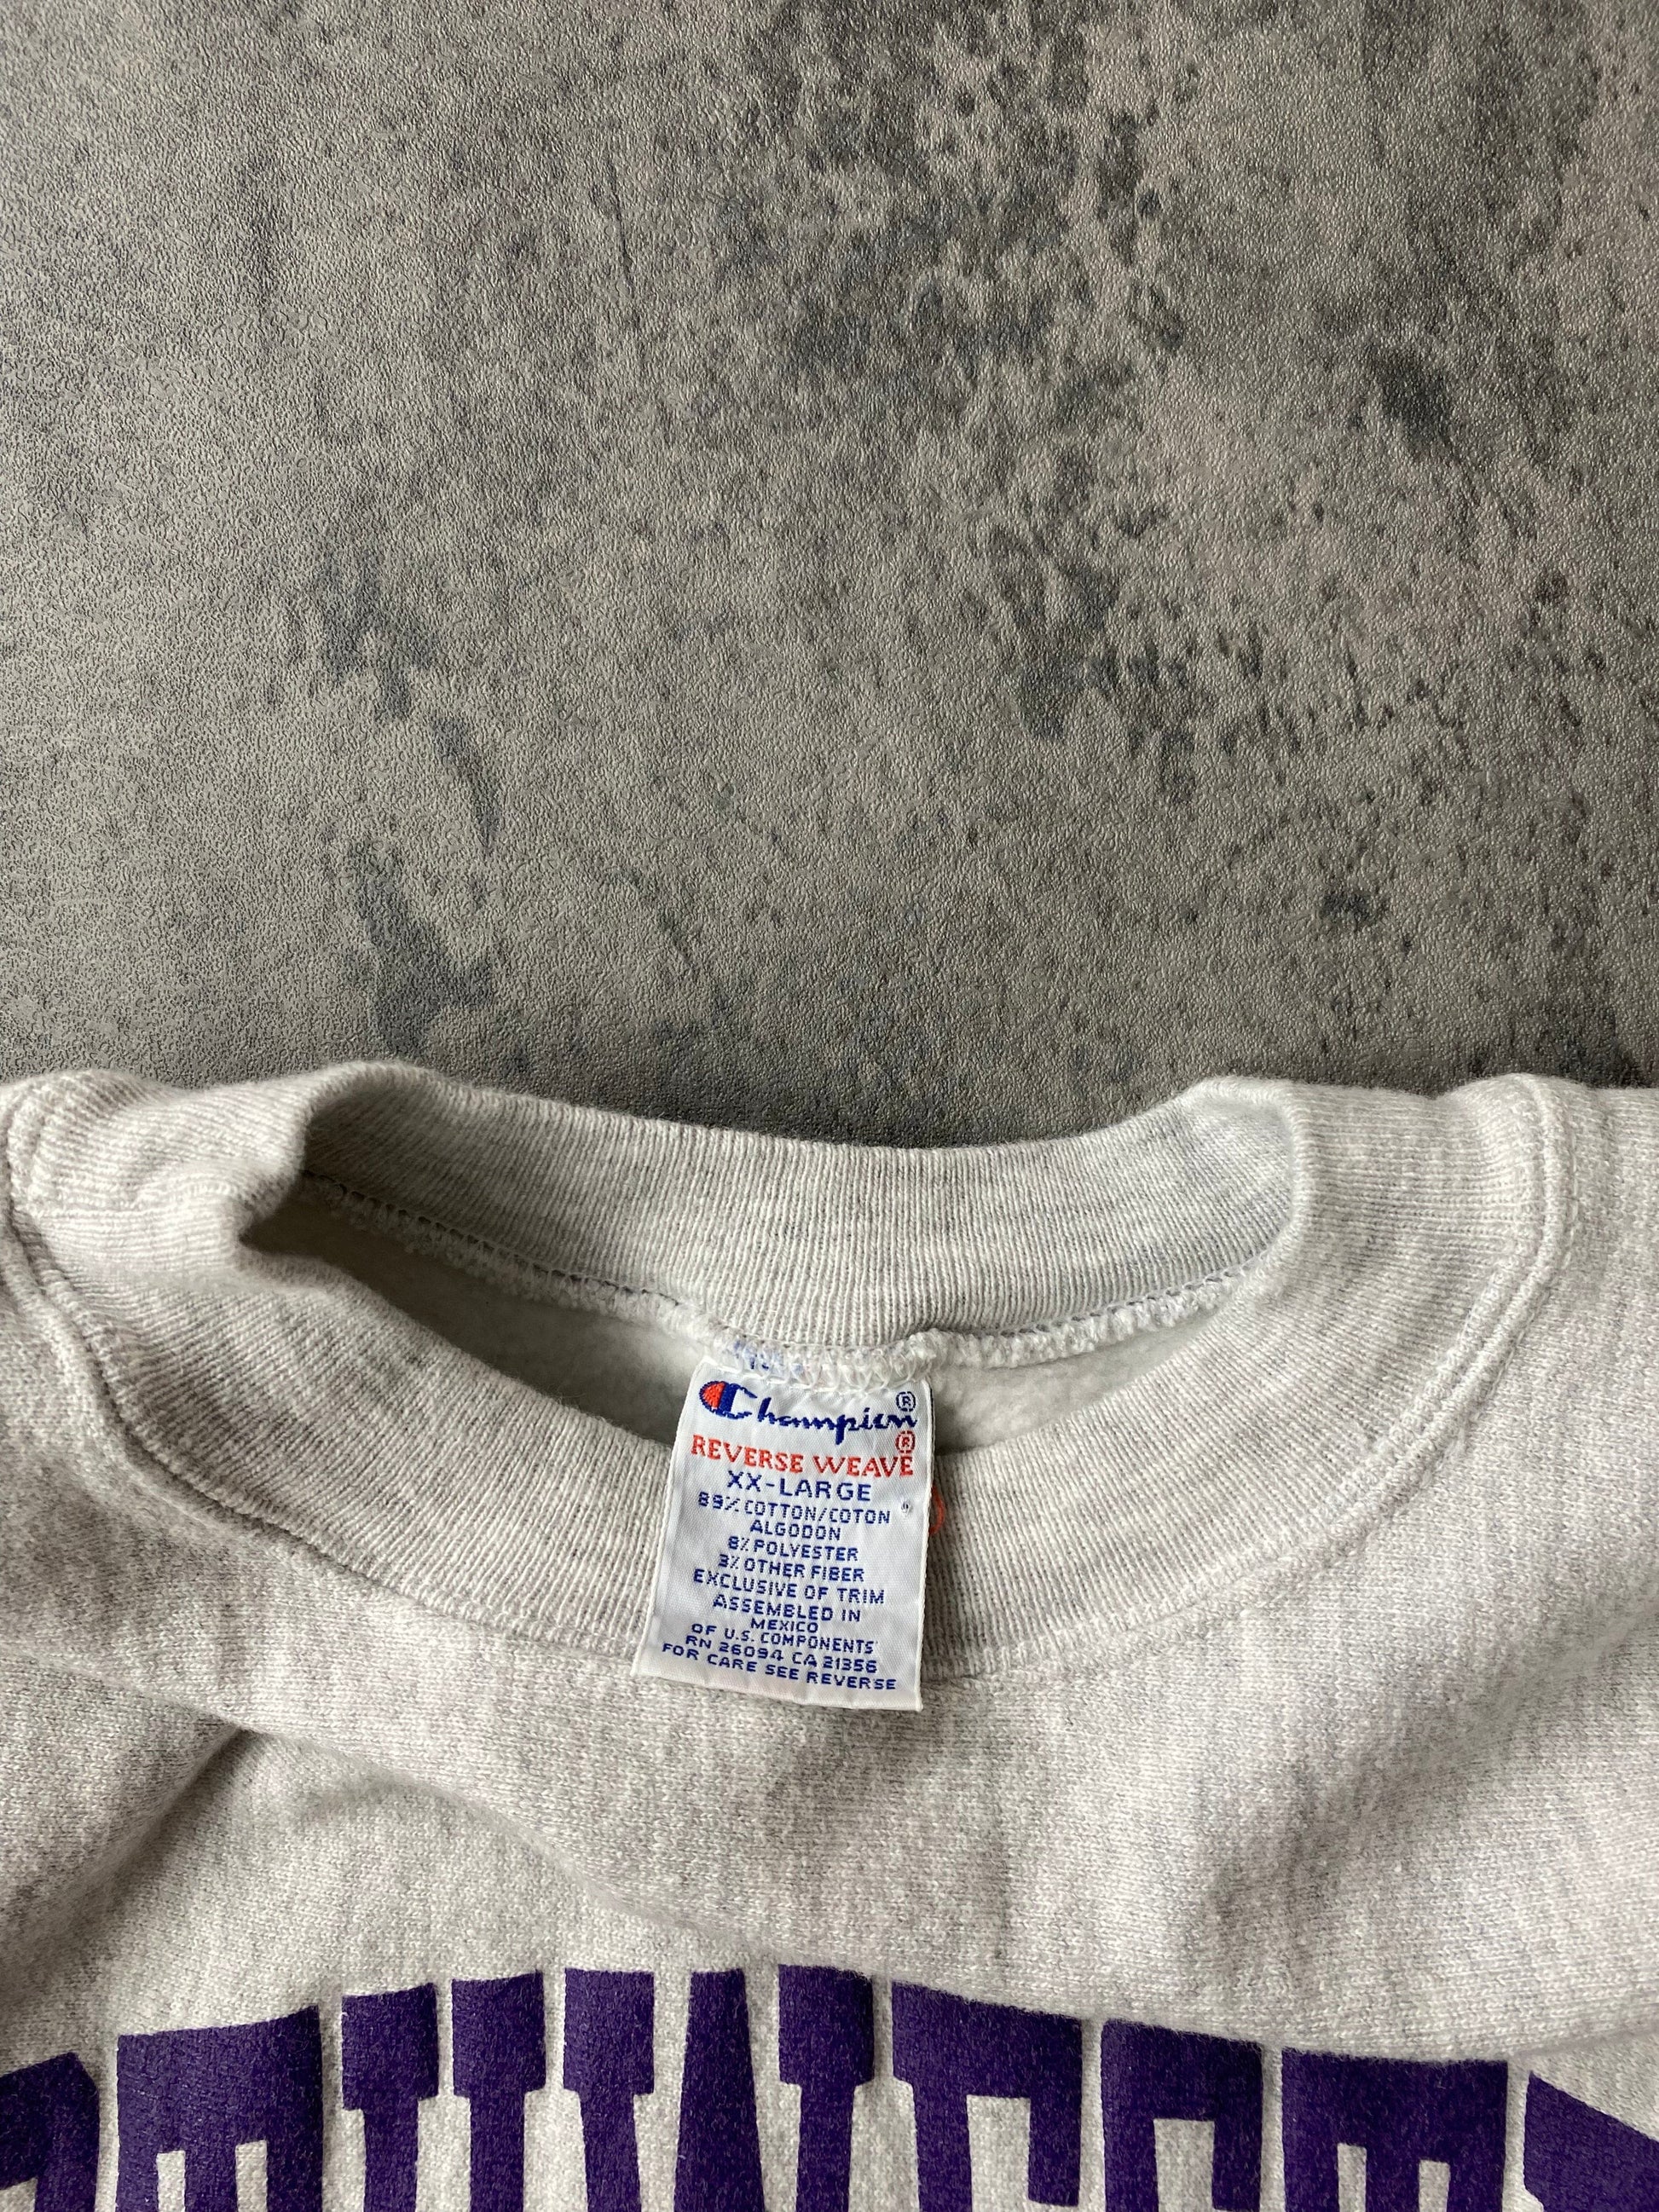 Champion®
REVERSE WEAVE®
XX-LARGE
89% COTTON/COTON
ALGODON
8% POLYESTER
3% OTHER FIBER
EXCLUSIVE OF TRIM
ASSEMBLED IN
MEXICO
OF U.S. COMPONENTS
RN 26094 CA 21356
FOR CARE SEE REVERSE